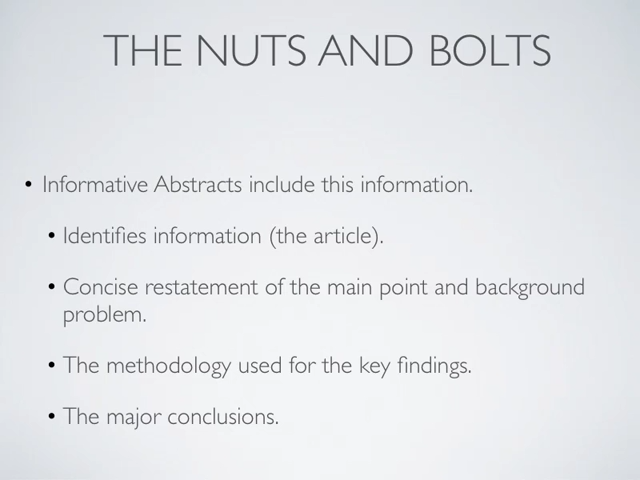 THE NUTS AND BOLTS
• Informative Abstracts include this information.
• Identifies information (the article).
• Concise restatement of the main point and background
problem.
• The methodology used for the key findings.
• The major conclusions.